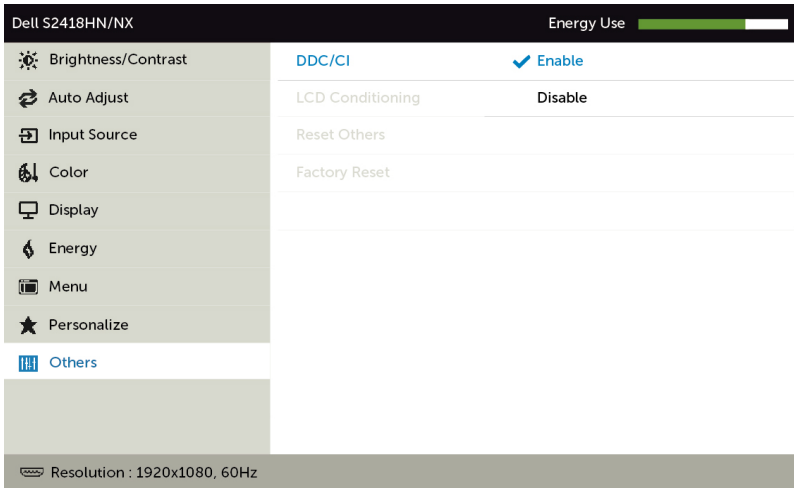 Dell S2418HN/NX Energy Use
Brightness/Contrast DDC/CI Enable
Auto Adjust LCD Conditioning Disable
Input Source Reset Others
Color Factory Reset
Display
Energy
Menu
Personalize
Others
Resolution : 1920x1080, 60Hz